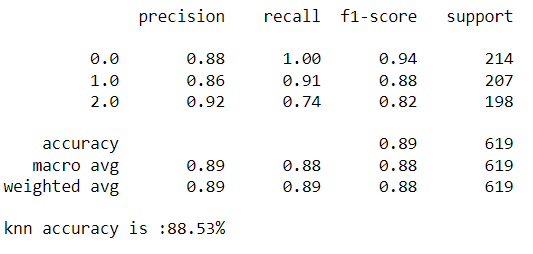 precision recall f1-score support
0.0 0.88 1.00 0.94 214
1.0 0.86 0.91 0.88 207
2.0 0.92 0.74 0.82 198
accuracy 0.89 619
macro avg 0.89 0.88 0.88 619
weighted avg 0.89 0.89 0.88 619
knn accuracy is :88.53%